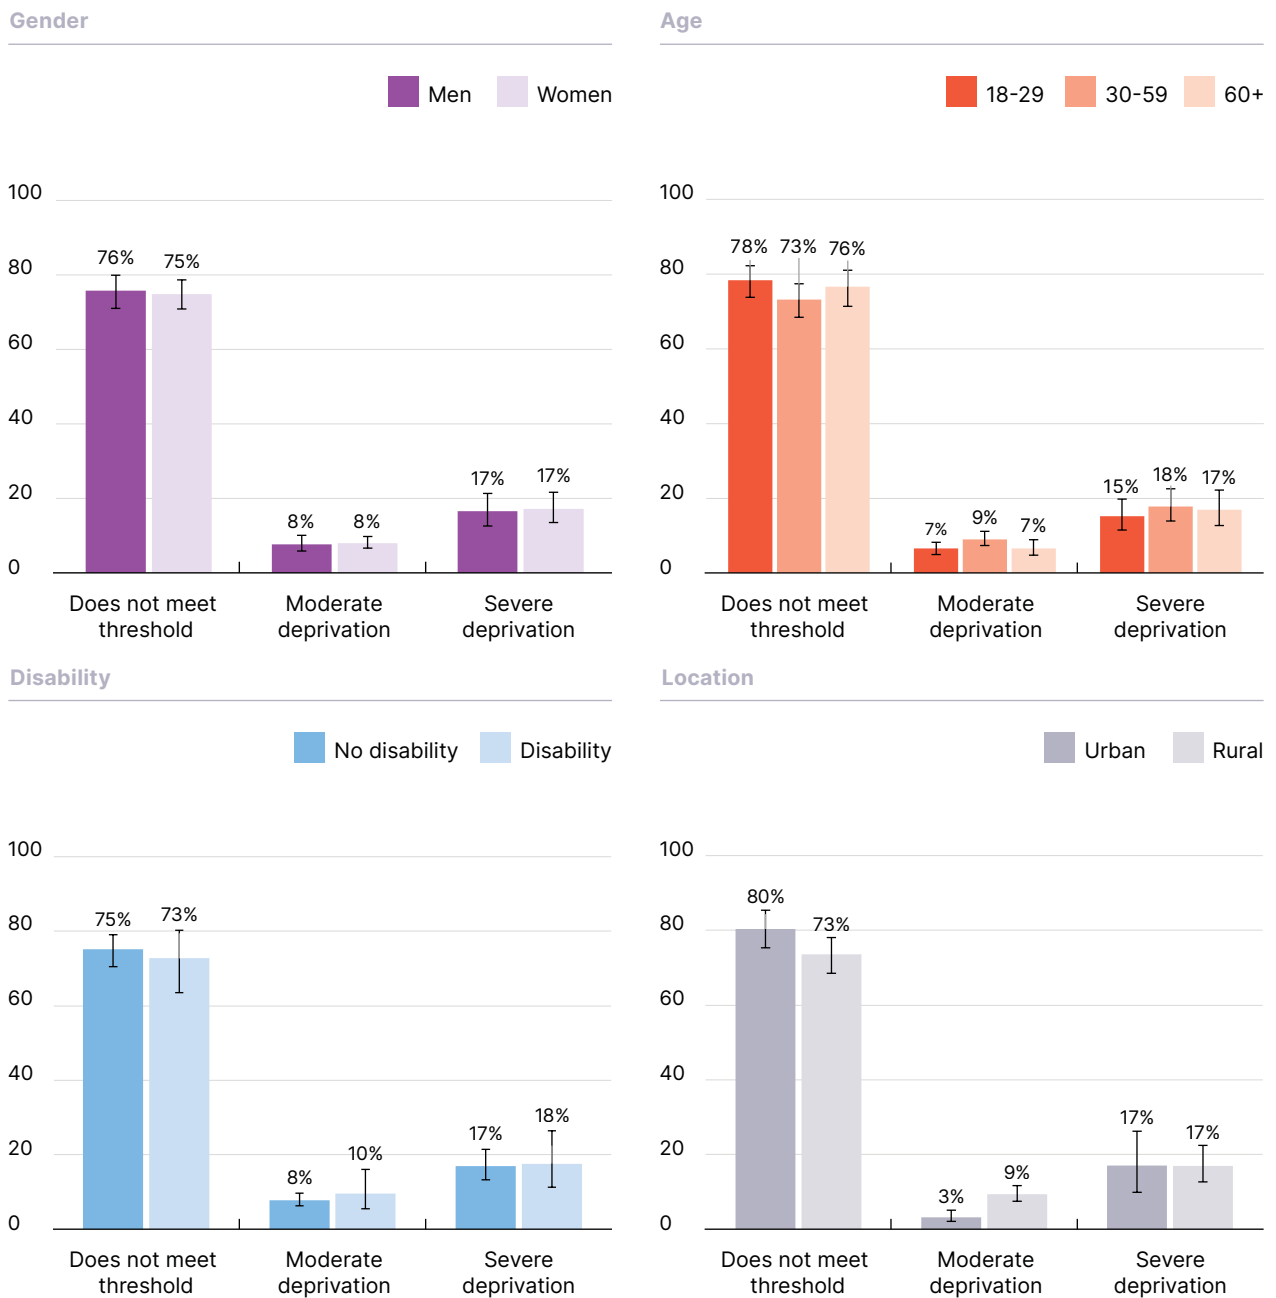 Gender
Men
Women
100
80
60
40
20
0
76%
75%
8%
8%
17%
17%
Does not meet
threshold
Moderate
deprivation
Severe
deprivation
Age
18-29
30-59
60+
100
80
60
40
20
0
78%
73%
76%
7%
9%
7%
15%
18%
17%
Does not meet
threshold
Moderate
deprivation
Severe
deprivation
Disability
No disability
Disability
100
80
60
40
20
0
75%
73%
8%
10%
17%
18%
Does not meet
threshold
Moderate
deprivation
Severe
deprivation
Location
Urban
Rural
100
80
60
40
20
0
80%
73%
3%
9%
17%
17%
Does not meet
threshold
Moderate
deprivation
Severe
deprivation